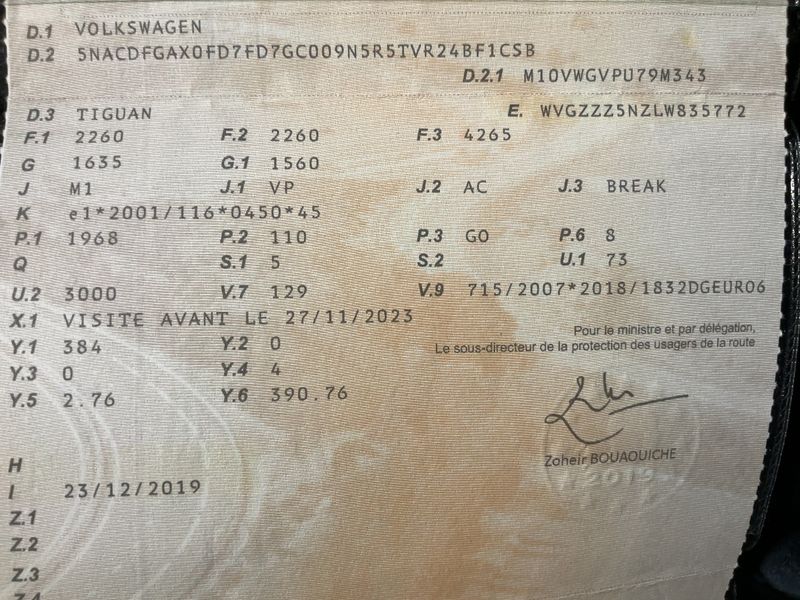 D.1 VOLKSWAGEN
D.2 5NACDFGAX0FD7FD7GC009N5R5TVR24BF1CSB
D.2.1 M10VWGVPU79M343
D.3 TIGUAN E. WVGZZZ5NZLW835772
F.1 2260 F.2 2260 F.3 4265
G 1635 G.1 1560
J M1 J.1 VP J.2 AC J.3 BREAK
K e1*2001/116*0450*45
P.1 1968 P.2 110 P.3 GO P.6 8
Q S.1 5 S.2 U.1 73
U.2 3000 V.7 129 V.9 715/2007*2018/1832DGEURO6
X.1 VISITE AVANT LE 27/11/2023
Pour le ministre et par délégation,
Le sous-directeur de la protection des usagers de la route
Y.1 384 Y.2 0
Y.3 0 Y.4 4
Y.5 2.76 Y.6 390.76
Zoheir BOUAOUICHE
H
I 23/12/2019
2019
Z.1
Z.2
Z.3
Z.4